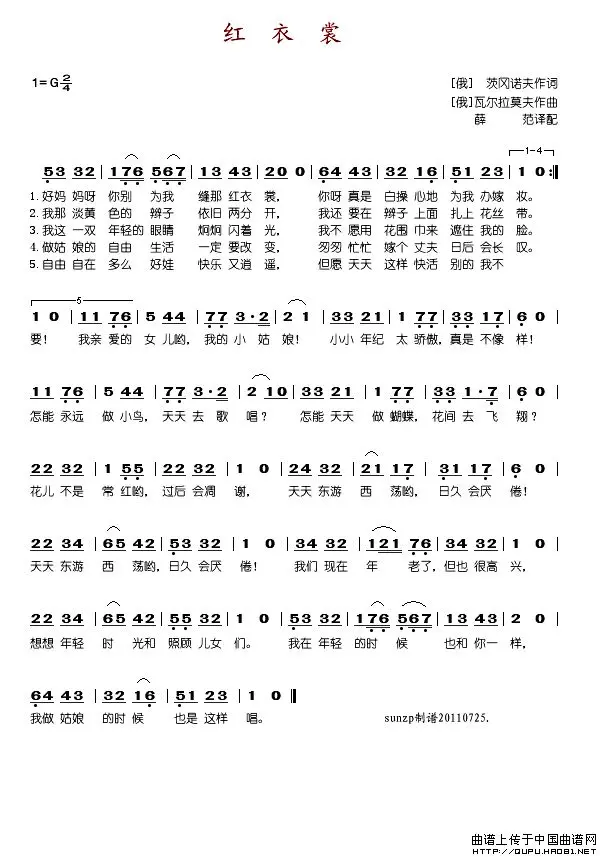 红 衣 裳
1=G 2/4
[俄] 茨冈诺夫作词
[俄]瓦尔拉莫夫作曲
薛 范译配
1-4
53 32 | 176 567 | 13 43 | 20 0 | 64 43 | 32 16 | 51 23 | 1 0 :||
1. 好妈 妈呀 你别 为我 缝那 红衣 裳, 你呀 真是 白操 心地 为我 办嫁 妆。
2. 我那 淡黄 色的 辫子 依旧 两分 开, 我还 要在 辫子 上面 扎上 花丝 带。
3. 我这 一双 年轻的 眼睛 炯炯 闪着 光, 我不 愿用 花围 巾来 遮住 我的 脸。
4. 做姑 娘的 自由 生活 一定 要改 变, 匆匆 忙忙 嫁个 丈夫 日后 会长 叹。
5. 自由 自在 多么 好娃 快乐 又逍 遥, 但愿 天天 这样 快活 别的 我不
5
1 0 | 11 76 | 5 44 | 77 3·2 | 2 1 | 33 21 | 1 77 | 33 17 | 6 0 |
要! 我亲 爱的 女 儿哟, 我的 小 姑 娘! 小小 年纪 太 骄傲, 真是 不像 样!
11 76 | 5 44 | 77 3·2 | 2 10 | 33 21 | 1 77 | 33 1·7 | 6 0 |
怎能 永远 做 小鸟, 天天 去 歌 唱? 怎能 天天 做 蝴蝶, 花间 去 飞 翔?
22 32 | 1 55 | 22 32 | 1 0 | 24 32 | 21 17 | 31 17 | 6 0 |
花儿 不是 常 红哟, 过后 会凋 谢, 天天 东游 西 荡哟, 日久 会厌 倦!
22 34 | 65 42 | 53 32 | 1 0 | 34 32 | 121 76 | 34 32 | 1 0 |
天天 东游 西 荡哟, 日久 会厌 倦! 我们 现在 年 老了, 但也 很高 兴,
22 34 | 65 42 | 55 32 | 1 0 | 53 32 | 176 567 | 13 43 | 2 0 |
想想 年轻 时 光和 照顾 儿女 们。 我在 年轻 的时 候 也和 你一 样,
64 43 | 32 16 | 51 23 | 1 0 ||
我做 姑娘 的时 候 也是 这样 唱。
sunzp制谱20110725.
曲谱上传于中国曲谱网
http://QUPU.HAO81.NET